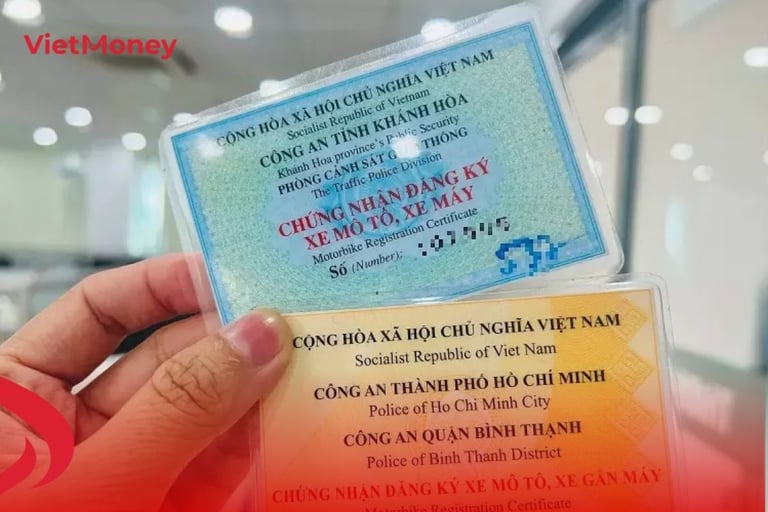 VietMoney
CỘNG HÒA XÃ HỘI CHỦ NGHĨA VIỆT NAM
Socialist Republic of Vietnam
CÔNG AN TỈNH KHÁNH HÒA
Khanh Hoa province's Public Security
PHÒNG CẢNH SÁT GIAO THÔNG
The Traffic Police Division
CHỨNG NHẬN ĐĂNG KÝ
XE MÔ TÔ, XE MÁY
Motorbike Registration Certificate
Số (Number):
CỘNG HÒA XÃ HỘI CHỦ NGHĨA VIỆT NAM
Socialist Republic of Viet Nam
CÔNG AN THÀNH PHỐ HỒ CHÍ MINH
Police of Ho Chi Minh City
CÔNG AN QUẬN BÌNH THẠNH
Police of Binh Thanh District
CHỨNG NHẬN ĐĂNG KÝ XE MÔ TÔ, XE GẮN MÁY
Motorbike Registration Certificate